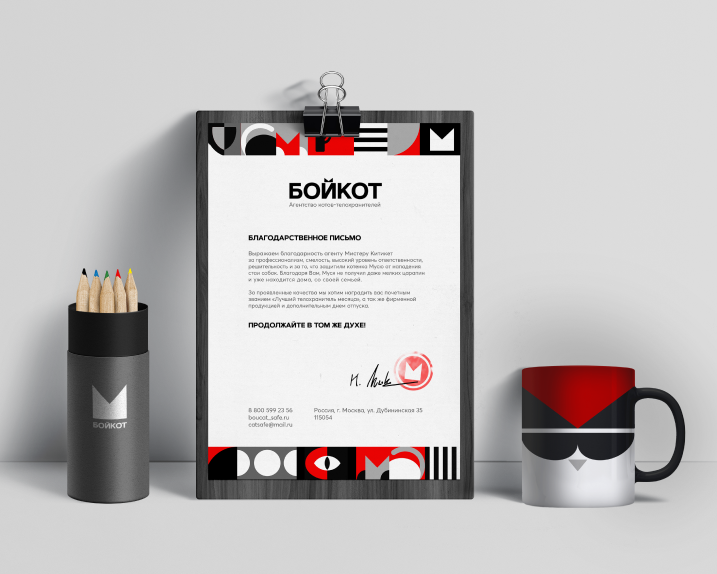 БОЙКОТ
Агентство котов-телохранителей
БЛАГОДАРСТВЕННОЕ ПИСЬМО
Выражаем благодарность агенту Мистеру Китикет
за профессионализм, смелость, высокий уровень ответственности,
решительность и за то, что защитили котенка Мусю от нападения
стаи собак. Благодаря Вам, Муся не получил даже мелких царапин
и уже находится дома, со своей семьей.
За проявленные качества мы хотим наградить вас почетным
званием «Лучший телохранитель месяца», а так же фирменной
продукцией и дополнительным днем отпуска.
ПРОДОЛЖАЙТЕ В ТОМ ЖЕ ДУХЕ!
8 800 599 23 56
boucat_safe.ru
catsafe@mail.ru
Россия, г. Москва, ул. Дубининская 35
115054
БОЙКОТ